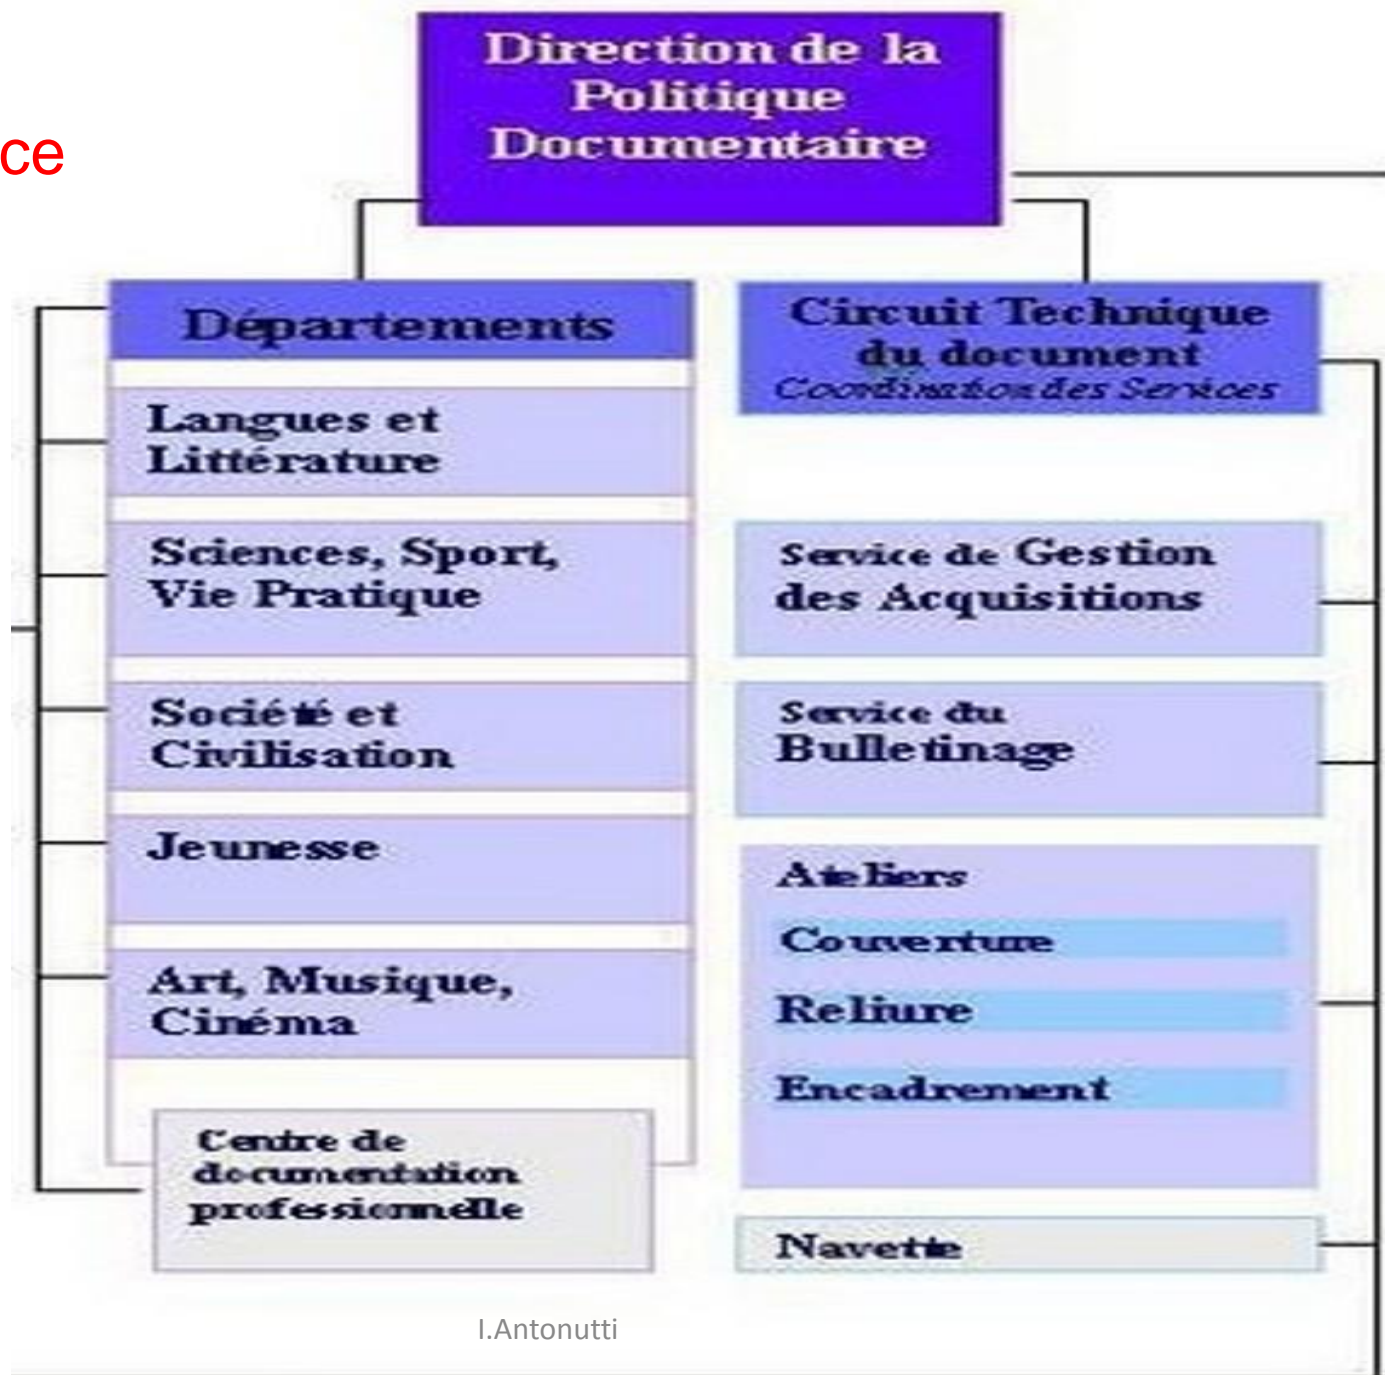 ce
Direction de la
Politique
Documentaire
Départements
Langues et
Littérature
Sciences, Sport,
Vie Pratique
Société et
Civilisation
Jeunesse
Art, Musique,
Cinéma
Centre de
documentation
professionnelle
Circuit Technique
du document
Coordination des Services
Service de Gestion
des Acquisitions
Service du
Bulletinage
Ateliers
Couverture
Reliure
Encadrement
Navette
I.Antonutti